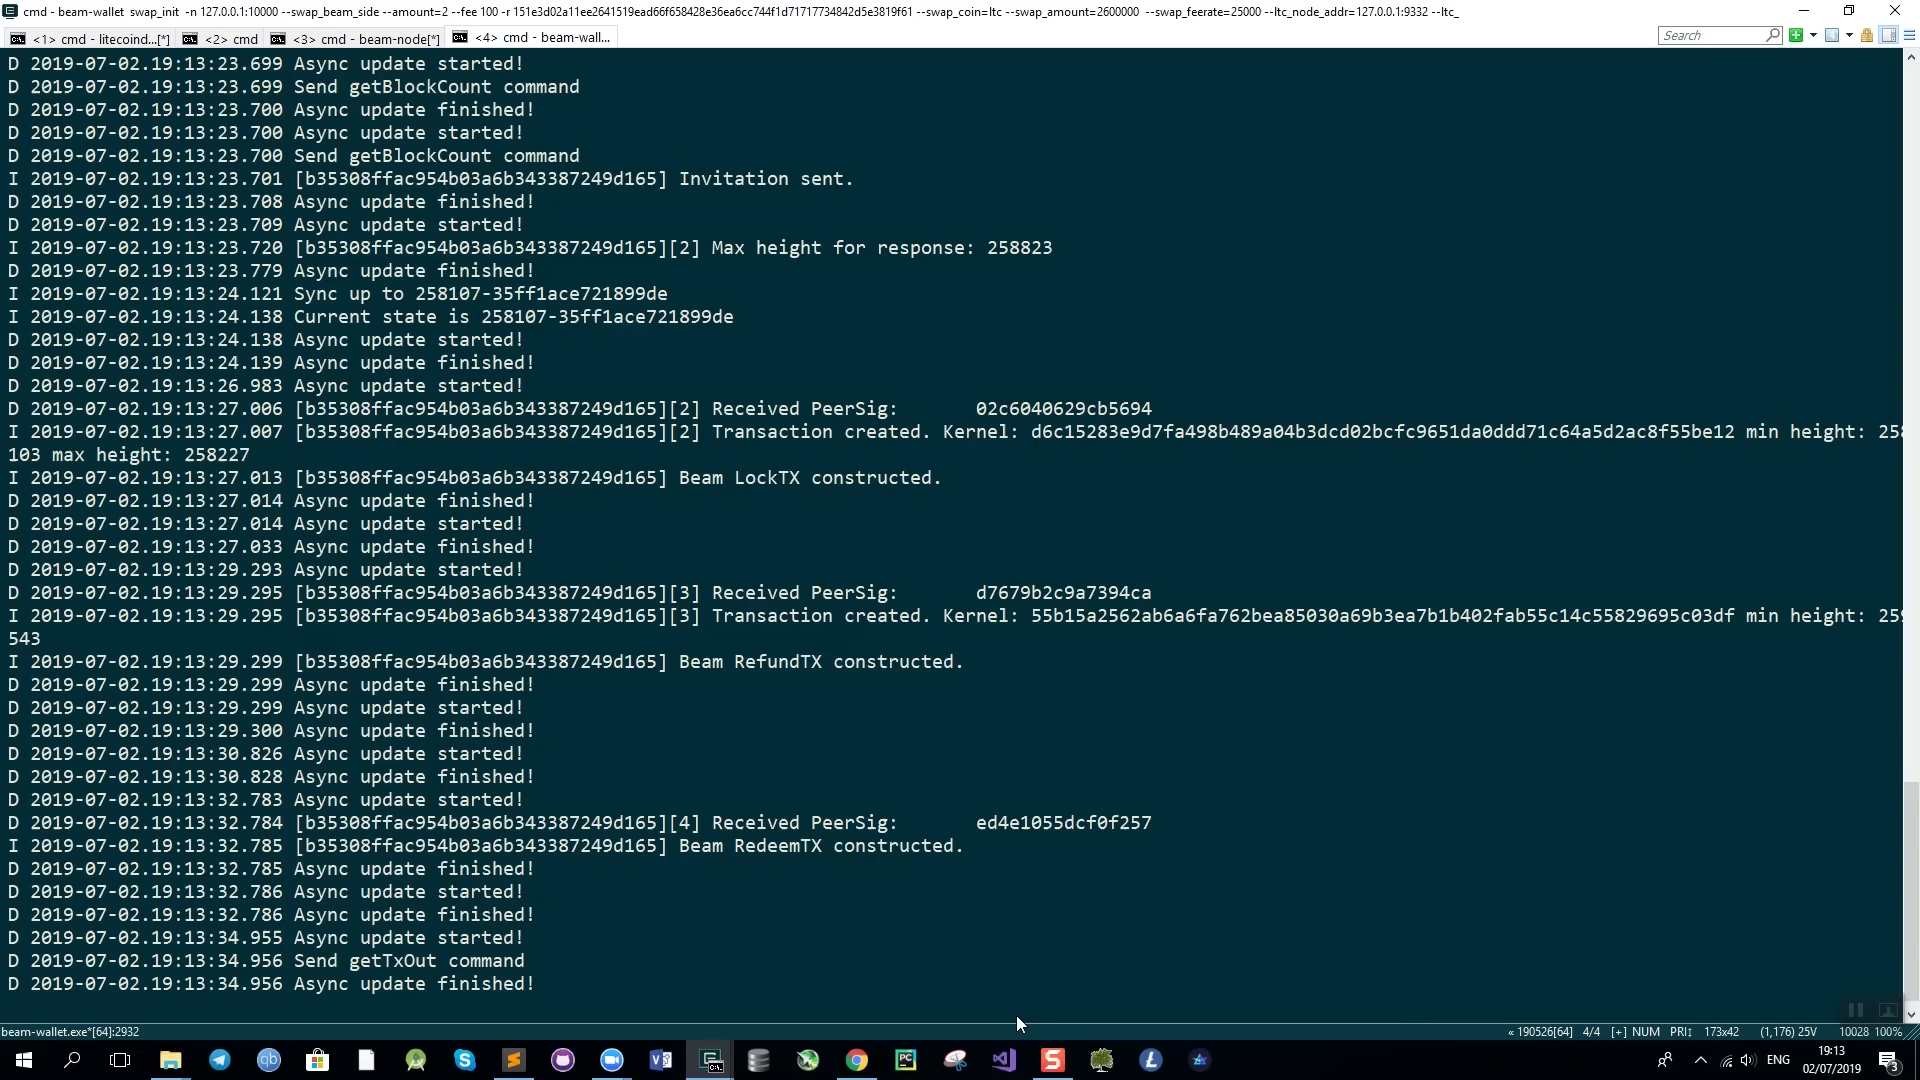 cmd - beam-wallet swap_init -n 127.0.0.1:10000 --swap_beam_side --amount=2 --fee 100 -r 151e3d02a11ee2641519ead66f658428e36ea6cc744f1d71717734842d5e3819f61 --swap_coin=ltc --swap_amount=2600000 --swap_feerate=25000 --ltc_node_addr=127.0.0.1:9332 --ltc_
<1> cmd - litecoind...[*] <2> cmd <3> cmd - beam-node[*] <4> cmd - beam-wall...
Search
D 2019-07-02.19:13:23.699 Async update started!
D 2019-07-02.19:13:23.699 Send getBlockCount command
D 2019-07-02.19:13:23.700 Async update finished!
D 2019-07-02.19:13:23.700 Async update started!
D 2019-07-02.19:13:23.700 Send getBlockCount command
I 2019-07-02.19:13:23.701 [b35308ffac954b03a6b343387249d165] Invitation sent.
D 2019-07-02.19:13:23.708 Async update finished!
D 2019-07-02.19:13:23.709 Async update started!
I 2019-07-02.19:13:23.720 [b35308ffac954b03a6b343387249d165][2] Max height for response: 258823
D 2019-07-02.19:13:23.779 Async update finished!
I 2019-07-02.19:13:24.121 Sync up to 258107-35ff1ace721899de
I 2019-07-02.19:13:24.138 Current state is 258107-35ff1ace721899de
D 2019-07-02.19:13:24.138 Async update started!
D 2019-07-02.19:13:24.139 Async update finished!
D 2019-07-02.19:13:26.983 Async update started!
D 2019-07-02.19:13:27.006 [b35308ffac954b03a6b343387249d165][2] Received PeerSig: 02c6040629cb5694
I 2019-07-02.19:13:27.007 [b35308ffac954b03a6b343387249d165][2] Transaction created. Kernel: d6c15283e9d7fa498b489a04b3dcd02bcfc9651da0ddd71c64a5d2ac8f55be12 min height: 258
103 max height: 258227
I 2019-07-02.19:13:27.013 [b35308ffac954b03a6b343387249d165] Beam LockTX constructed.
D 2019-07-02.19:13:27.014 Async update finished!
D 2019-07-02.19:13:27.014 Async update started!
D 2019-07-02.19:13:27.033 Async update finished!
D 2019-07-02.19:13:29.293 Async update started!
D 2019-07-02.19:13:29.295 [b35308ffac954b03a6b343387249d165][3] Received PeerSig: d7679b2c9a7394ca
I 2019-07-02.19:13:29.295 [b35308ffac954b03a6b343387249d165][3] Transaction created. Kernel: 55b15a2562ab6a6fa762bea85030a69b3ea7b1b402fab55c14c55829695c03df min height: 259
543
I 2019-07-02.19:13:29.299 [b35308ffac954b03a6b343387249d165] Beam RefundTX constructed.
D 2019-07-02.19:13:29.299 Async update finished!
D 2019-07-02.19:13:29.299 Async update started!
D 2019-07-02.19:13:29.300 Async update finished!
D 2019-07-02.19:13:30.826 Async update started!
D 2019-07-02.19:13:30.828 Async update finished!
D 2019-07-02.19:13:32.783 Async update started!
D 2019-07-02.19:13:32.784 [b35308ffac954b03a6b343387249d165][4] Received PeerSig: ed4e1055dcf0f257
I 2019-07-02.19:13:32.785 [b35308ffac954b03a6b343387249d165] Beam RedeemTX constructed.
D 2019-07-02.19:13:32.785 Async update finished!
D 2019-07-02.19:13:32.786 Async update started!
D 2019-07-02.19:13:32.786 Async update finished!
D 2019-07-02.19:13:34.955 Async update started!
D 2019-07-02.19:13:34.956 Send getTxOut command
D 2019-07-02.19:13:34.956 Async update finished!
beam-wallet.exe*[64]:2932 « 190526[64] 4/4 [+] NUM PRI↕ 173x42 (1,176) 25V 10028 100%
ENG 19:13
02/07/2019 3